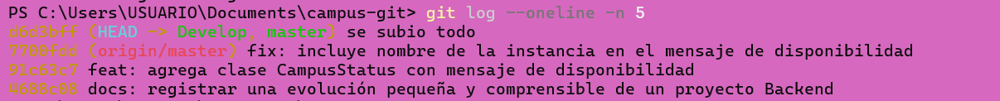 PS C:\Users\USUARIO\Documents\campus-git> git log --oneline -n 5
d6d3bff (HEAD -> Develop, master) se subio todo
7700fdd (origin/master) fix: incluye nombre de la instancia en el mensaje de disponibilidad
91c63c7 feat: agrega clase CampusStatus con mensaje de disponibilidad
4688c08 docs: registrar una evolución pequeña y comprensible de un proyecto Backend